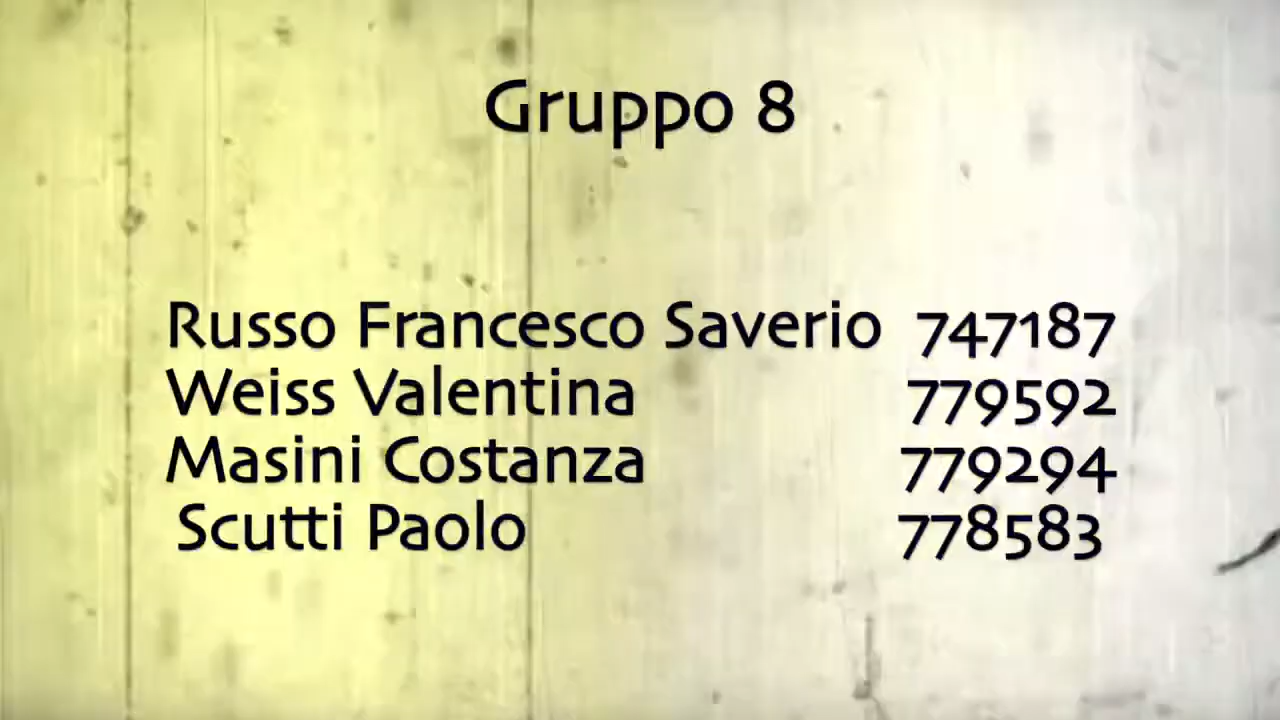 Gruppo 8
Russo Francesco Saverio 747187
Weiss Valentina 779592
Masini Costanza 779294
Scutti Paolo 778583